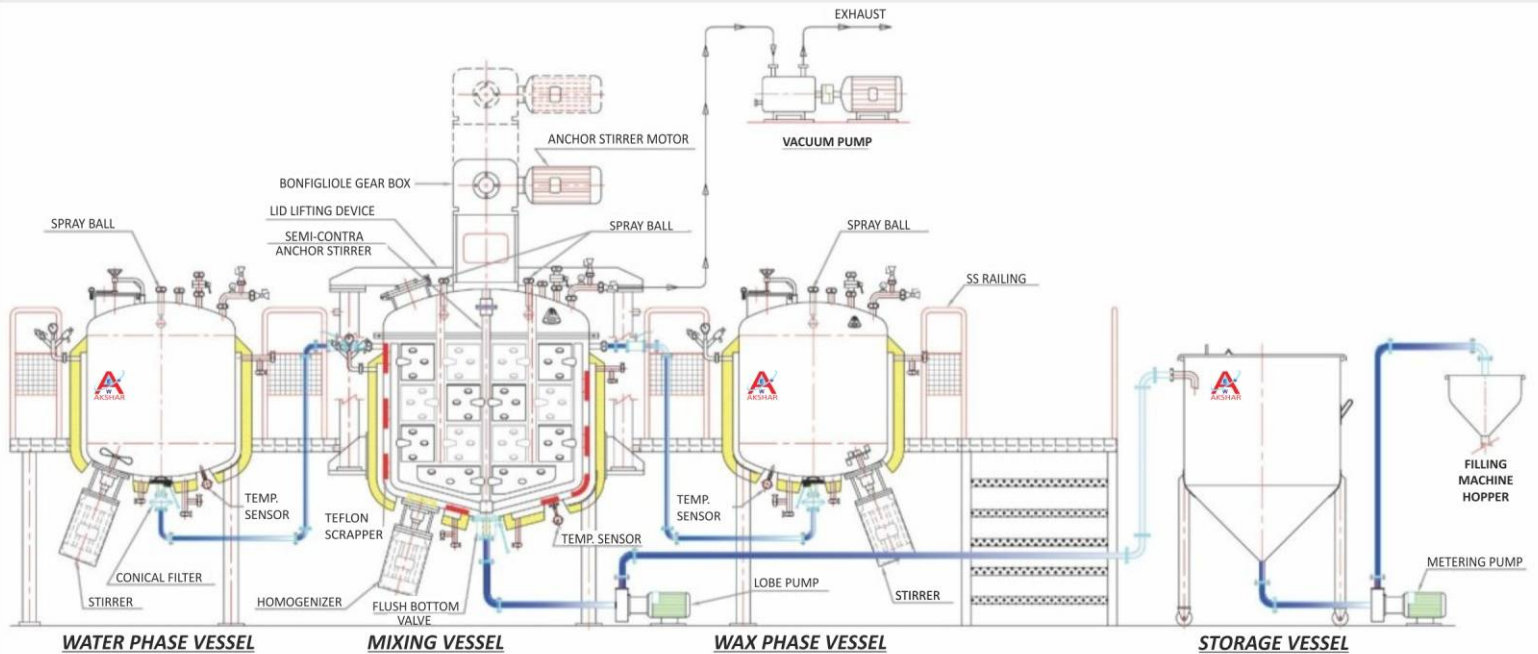 EXHAUST
VACUUM PUMP
ANCHOR STIRRER MOTOR
BONFIGLIOLE GEAR BOX
LID LIFTING DEVICE
SPRAY BALL
SEMI-CONTRA
ANCHOR STIRRER
SPRAY BALL
SPRAY BALL
SS RAILING
A
W
AKSHAR
A
W
AKSHAR
A
W
AKSHAR
TEMP.
SENSOR
TEFLON
SCRAPPER
TEMP. SENSOR
TEMP.
SENSOR
FILLING
MACHINE
HOPPER
CONICAL FILTER
STIRRER
HOMOGENIZER
FLUSH BOTTOM
VALVE
LOBE PUMP
STIRRER
METERING PUMP
WATER PHASE VESSEL
MIXING VESSEL
WAX PHASE VESSEL
STORAGE VESSEL